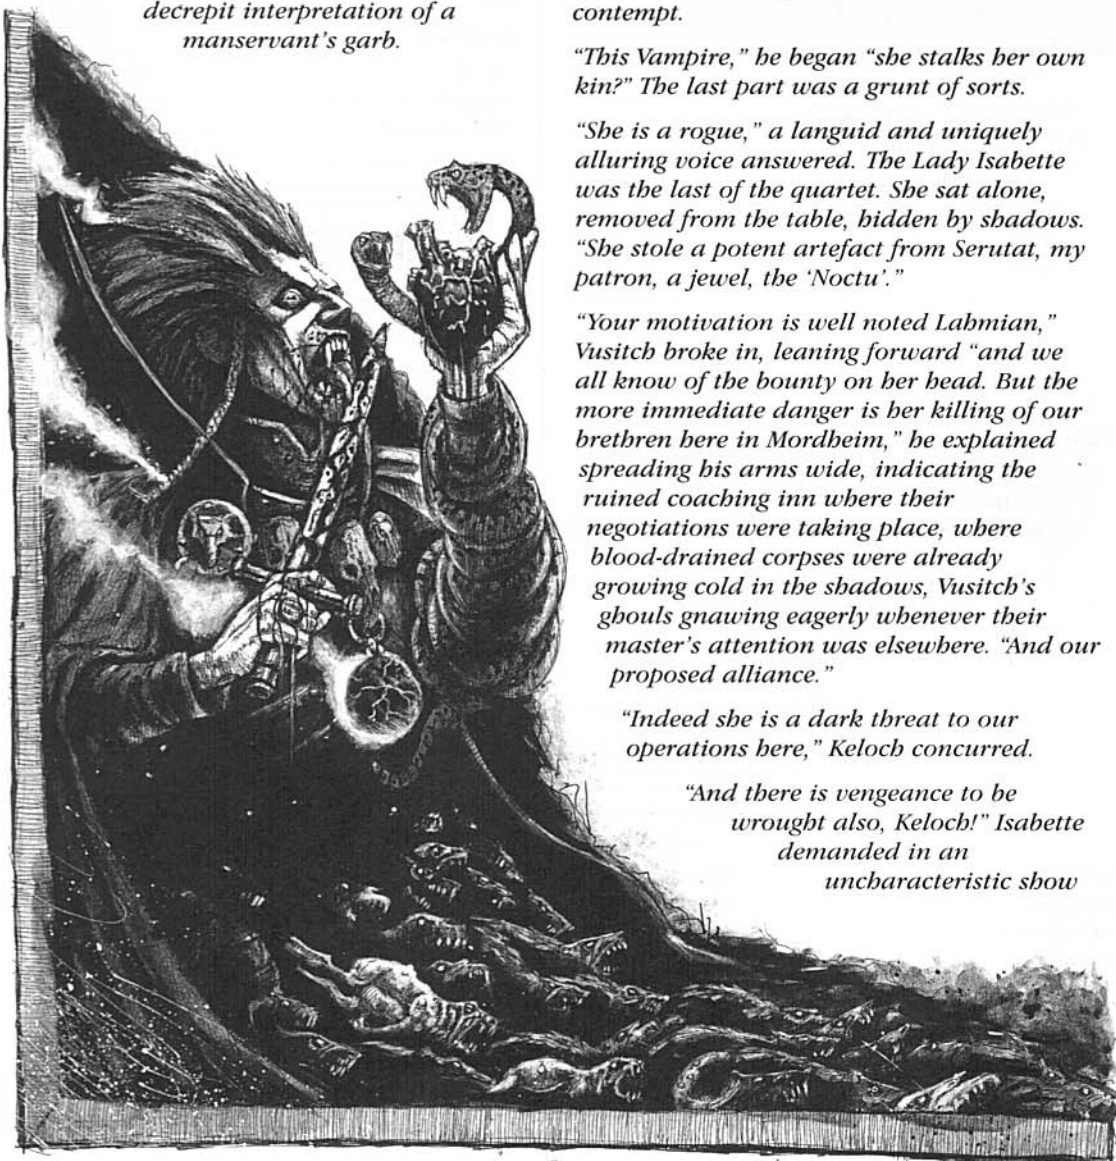 decrepit interpretation of a
manservant's garb.
contempt.
“This Vampire,” he began “she stalks her own
kin?” The last part was a grunt of sorts.
“She is a rogue,” a languid and uniquely
alluring voice answered. The Lady Isabette
was the last of the quartet. She sat alone,
removed from the table, hidden by shadows.
“She stole a potent artefact from Serutat, my
patron, a jewel, the ‘Noctu’.”
“Your motivation is well noted Lahmian,”
Vusitch broke in, leaning forward “and we
all know of the bounty on her head. But the
more immediate danger is her killing of our
brethren here in Mordheim,” he explained
spreading his arms wide, indicating the
ruined coaching inn where their
negotiations were taking place, where
blood-drained corpses were already
growing cold in the shadows, Vusitch's
ghouls gnawing eagerly whenever their
master's attention was elsewhere. “And our
proposed alliance.”
“Indeed she is a dark threat to our
operations here,” Keloch concurred.
“And there is vengeance to be
wrought also, Keloch!” Isabette
demanded in an
uncharacteristic show